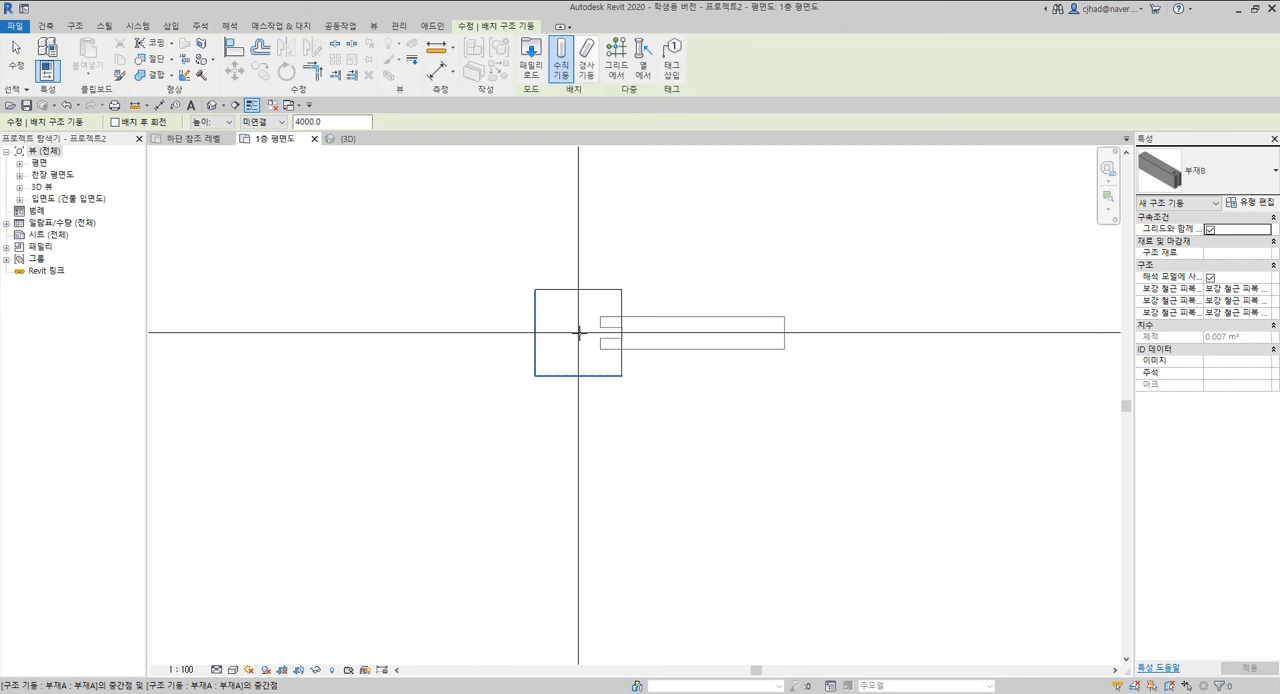 Autodesk Revit 2020 - 학생용 버전 - 프로젝트2 - 평면도: 1층 평면도
cjhad@naver....
파일 건축 구조 스틸 시스템 삽입 주석 해석 매스작업 & 대지 공동작업 뷰 관리 애드인 수정 | 배치 구조 기둥
수정
붙여넣기
코핑
절단
결합
패밀리 로드
수직 기둥
경사 기둥
그리드 에서
열 에서
태그 삽입
선택 특성 클립보드 형상 수정 뷰 측정 작성 모드 배치 다중 태그
수정 | 배치 구조 기둥
배치 후 회전
높이:
미연결
4000.0
프로젝트 탐색기 - 프로젝트2
하단 참조 레벨
1층 평면도
(3D)
뷰 (전체)
평면
천장 평면도
3D 뷰
입면도 (건물 입면도)
범례
일람표/수량 (전체)
시트 (전체)
패밀리
그룹
Revit 링크
2D
특성
부재B
새 구조 기둥
유형 편집
구속조건
그리드와 함께 ...
재료 및 마감재
구조 재료
구조
해석 모델에 사...
보강 철근 피복... 보강 철근 피복 ...
보강 철근 피복... 보강 철근 피복 ...
보강 철근 피복... 보강 철근 피복 ...
치수
체적 0.007 m³
ID 데이터
이미지
주석
마크
특성 도움말
적용
1 : 100
[구조 기둥 : 부재A : 부재A]의 중간점 및 [구조 기둥 : 부재A : 부재A]의 중간점
:0
주모델
:0